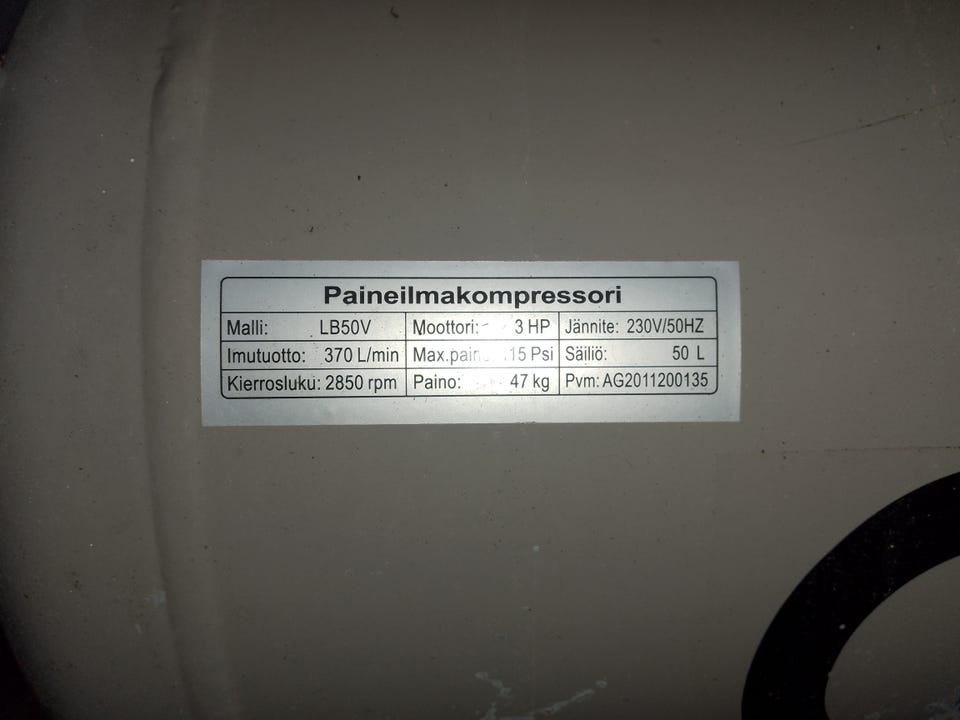 Paineilmakompressori
Malli: LB50V Moottori: 3 HP Jännite: 230V/50HZ
Imutuotto: 370 L/min Psi Säiliö: 50 L
Kierrosluku: 2850 rpm Paino: 47 kg Pvm: AG2011200135